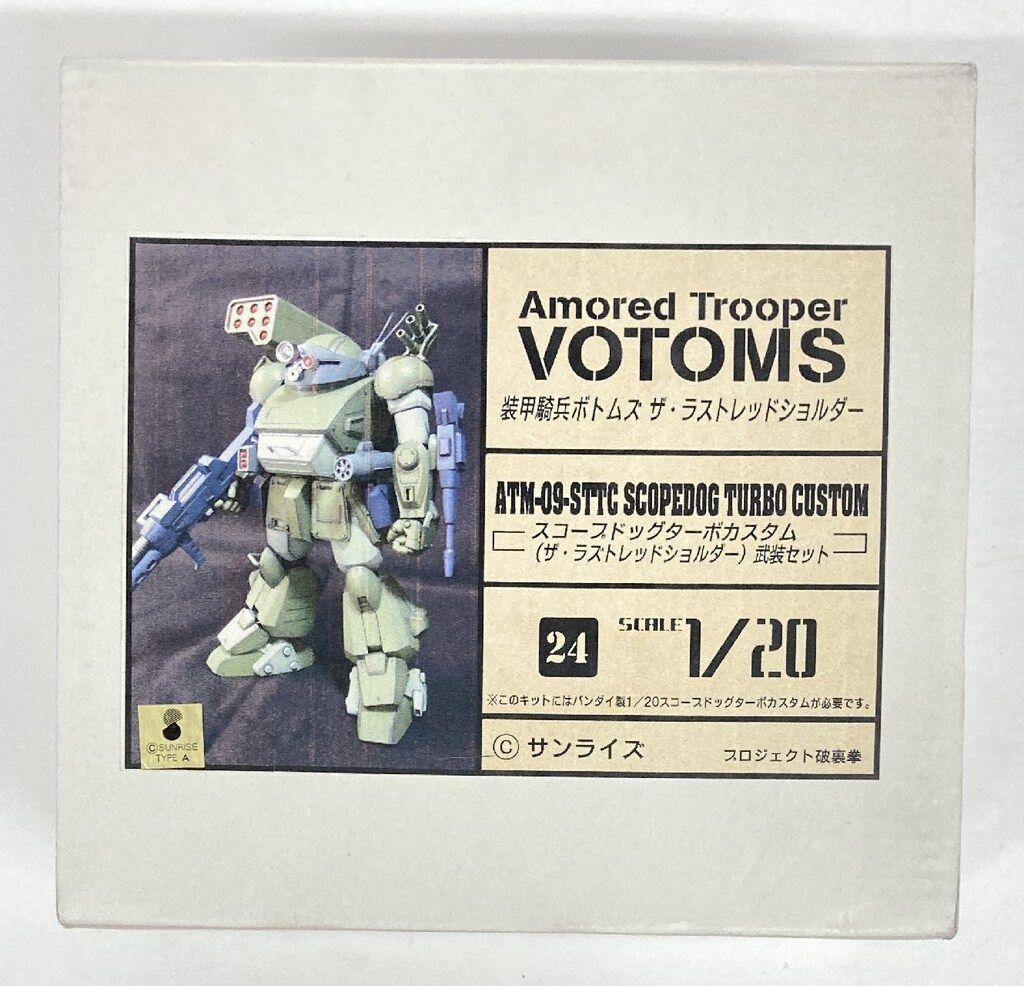 Amored Trooper
VOTOMS
装甲騎兵ボトムズ ザ・ラストレッドショルダー
ATM-09-STTC SCOPEDOG TURBO CUSTOM
スコープドッグターボカスタム
(ザ・ラストレッドショルダー) 武装セット
24 SCALE 1/20
※このキットにはバンダイ製1/20スコープドッグターボカスタムが必要です。
© サンライズ プロジェクト破裏拳
© SUNRISE
TYPE A